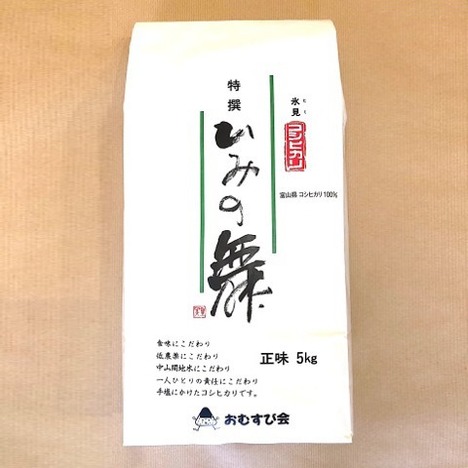 氷見
ひみ
コシヒカリ
富山県 コシヒカリ100%
特撰
ひみの舞
食味にこだわり
低農薬にこだわり
中山間地米にこだわり
一人ひとりの責任にこだわり
手塩にかけたコシヒカリです。
正味 5kg
おむすび会